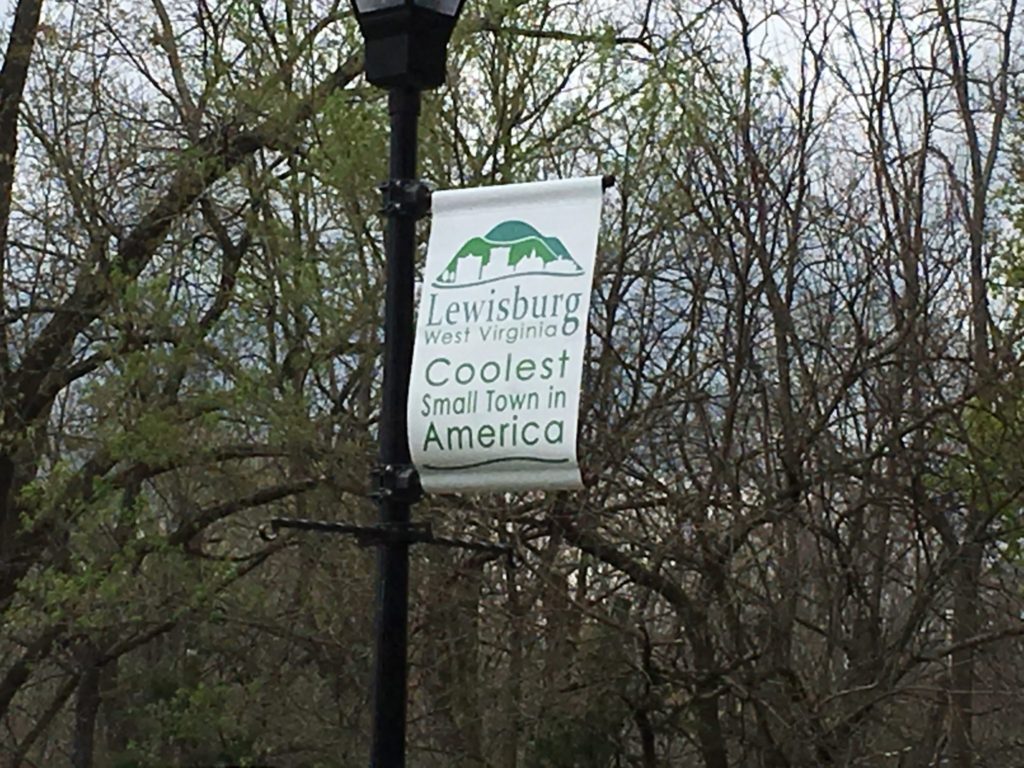 Lewisburg
West Virginia
Coolest
Small Town in
America